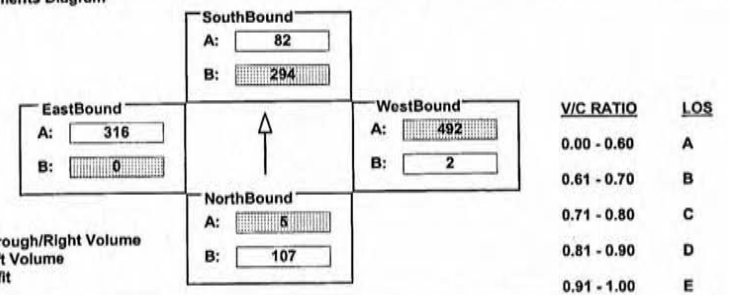 Diagram
SouthBound
A: 82
B: 294
EastBound
A: 316
B: 0
WestBound
A: 492
B: 2
NorthBound
A: 5
B: 107
V/C RATIO LOS
0.00 - 0.60 A
0.61 - 0.70 B
0.71 - 0.80 C
0.81 - 0.90 D
0.91 - 1.00 E
rough/Right Volume
t Volume
fit